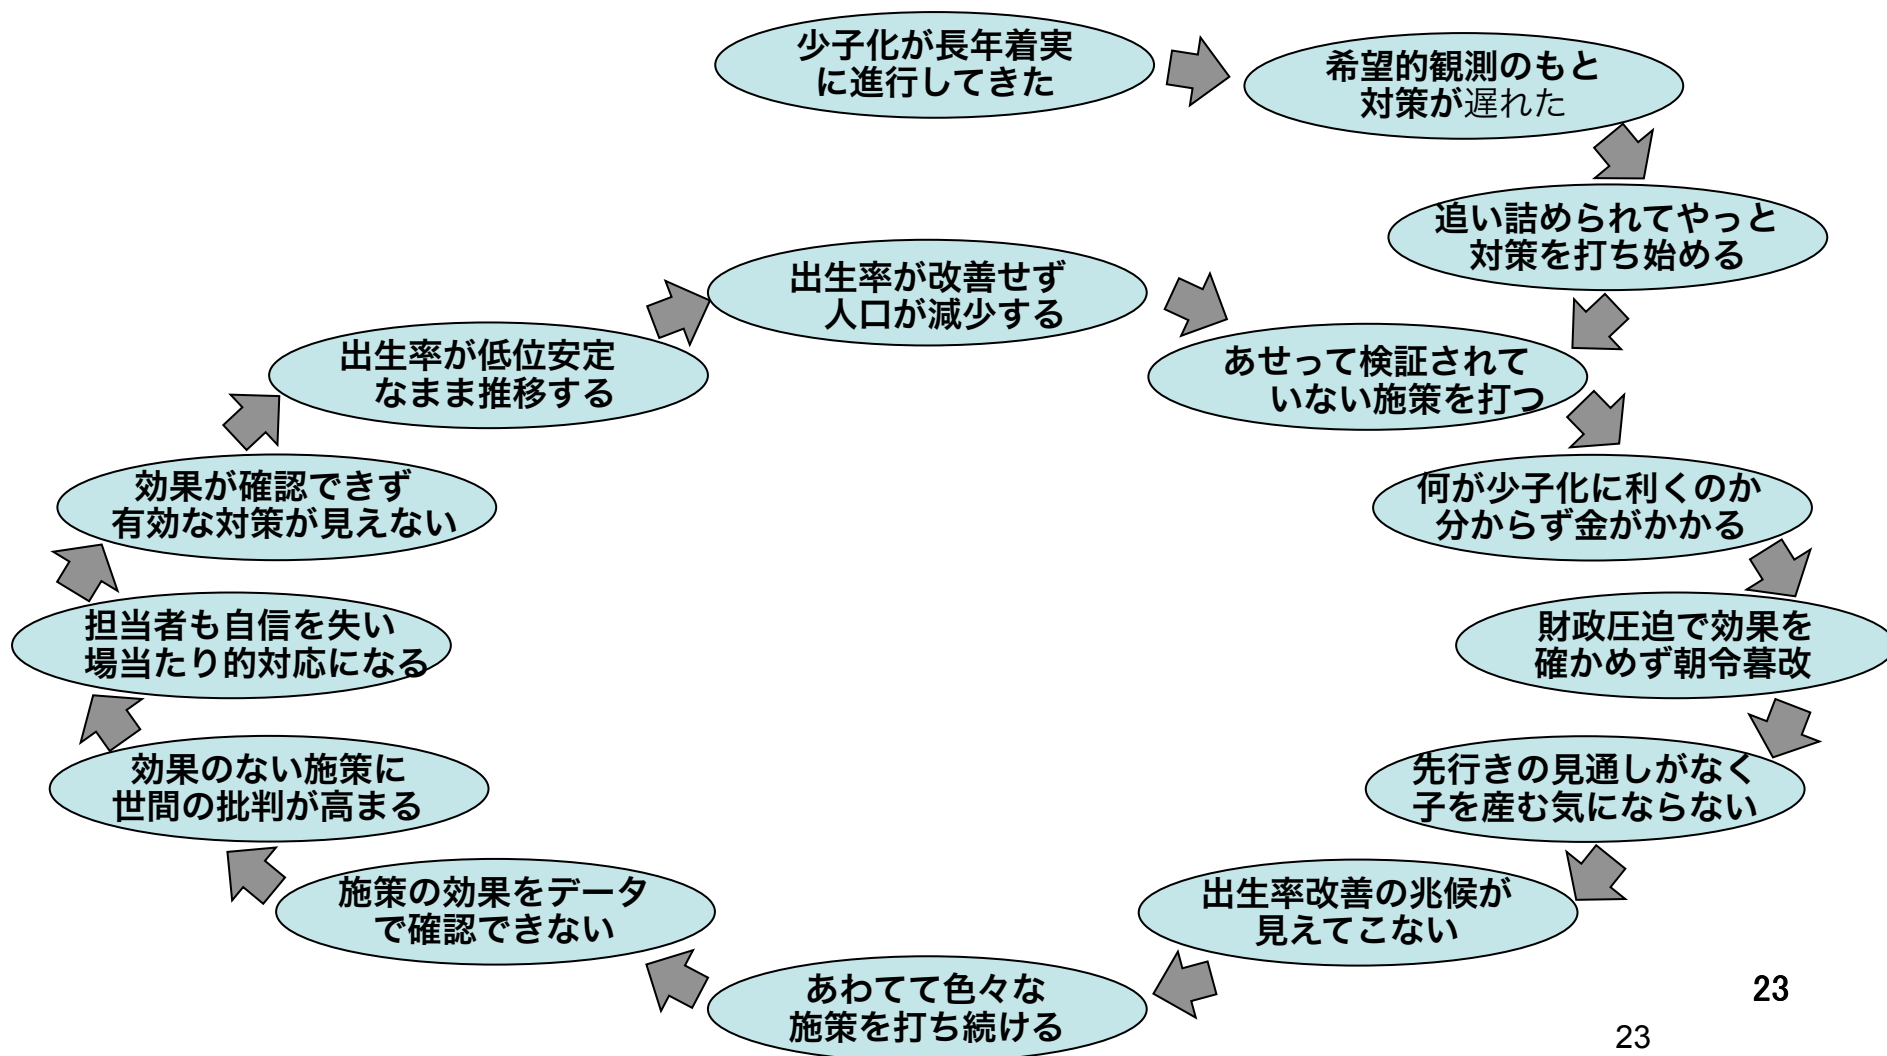 少子化が長年着実
に進行してきた
希望的観測のもと
対策が遅れた
追い詰められてやっと
対策を打ち始める
出生率が改善せず
人口が減少する
あせって検証されて
いない施策を打つ
何が少子化に利くのか
分からず金がかかる
財政圧迫で効果を
確かめず朝令暮改
先行きの見通しがなく
子を産む気にならない
出生率改善の兆候が
見えてこない
あわてて色々な
施策を打ち続ける
施策の効果をデータ
で確認できない
効果のない施策に
世間の批判が高まる
担当者も自信を失い
場当たり的対応になる
効果が確認できず
有効な対策が見えない
出生率が低位安定
なまま推移する
23
23